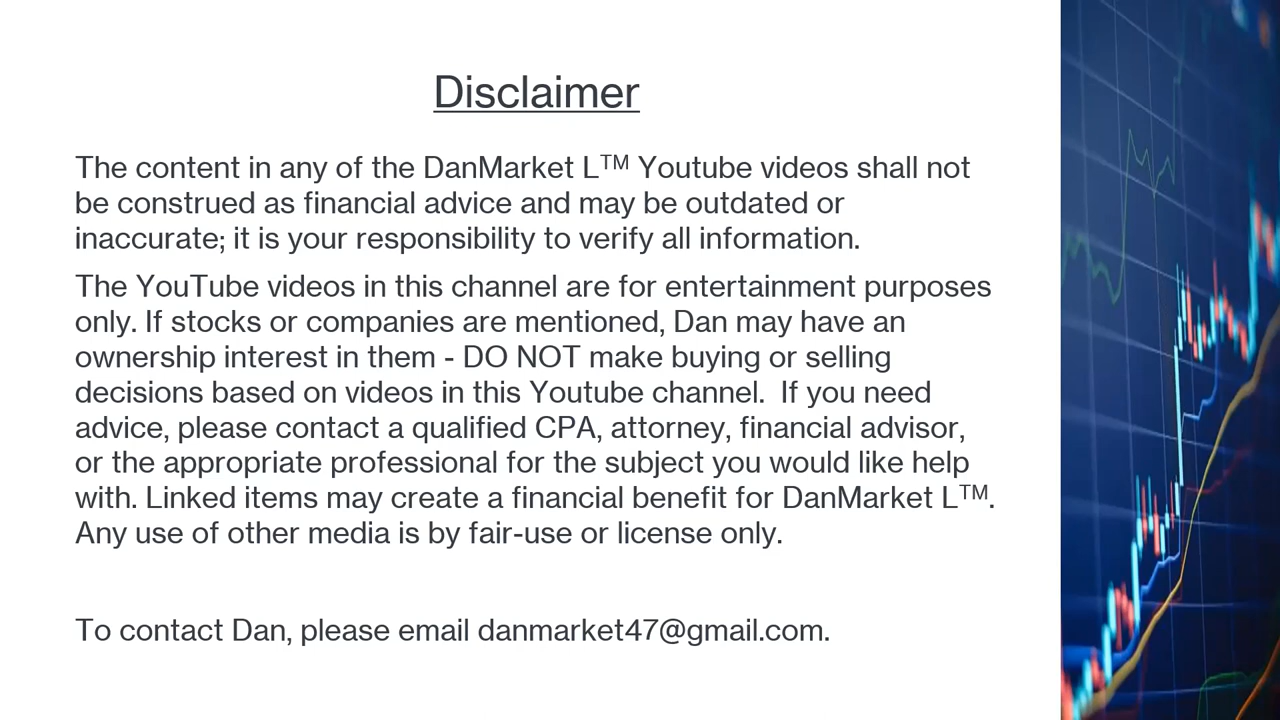 Disclaimer
The content in any of the DanMarket L™ Youtube videos shall not
be construed as financial advice and may be outdated or
inaccurate; it is your responsibility to verify all information.
The YouTube videos in this channel are for entertainment purposes
only. If stocks or companies are mentioned, Dan may have an
ownership interest in them - DO NOT make buying or selling
decisions based on videos in this Youtube channel.  If you need
advice, please contact a qualified CPA, attorney, financial advisor,
or the appropriate professional for the subject you would like help
with. Linked items may create a financial benefit for DanMarket L™.
Any use of other media is by fair-use or license only.
To contact Dan, please email danmarket47@gmail.com.